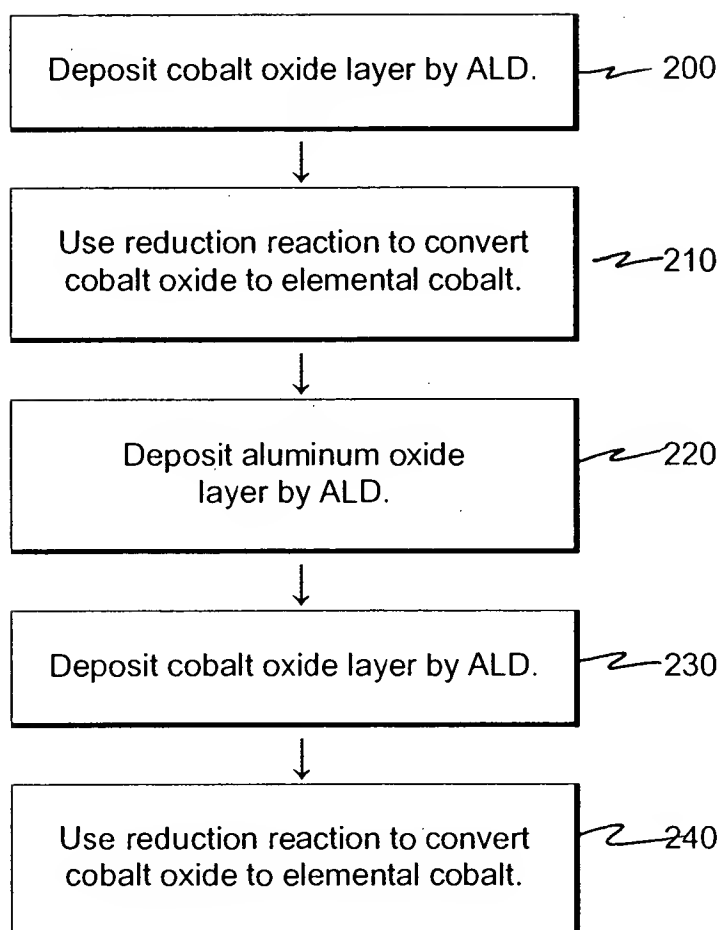 Deposit cobalt oxide layer by ALD.
200
Use reduction reaction to convert
cobalt oxide to elemental cobalt.
210
Deposit aluminum oxide
layer by ALD.
220
Deposit cobalt oxide layer by ALD.
230
Use reduction reaction to convert
cobalt oxide to elemental cobalt.
240